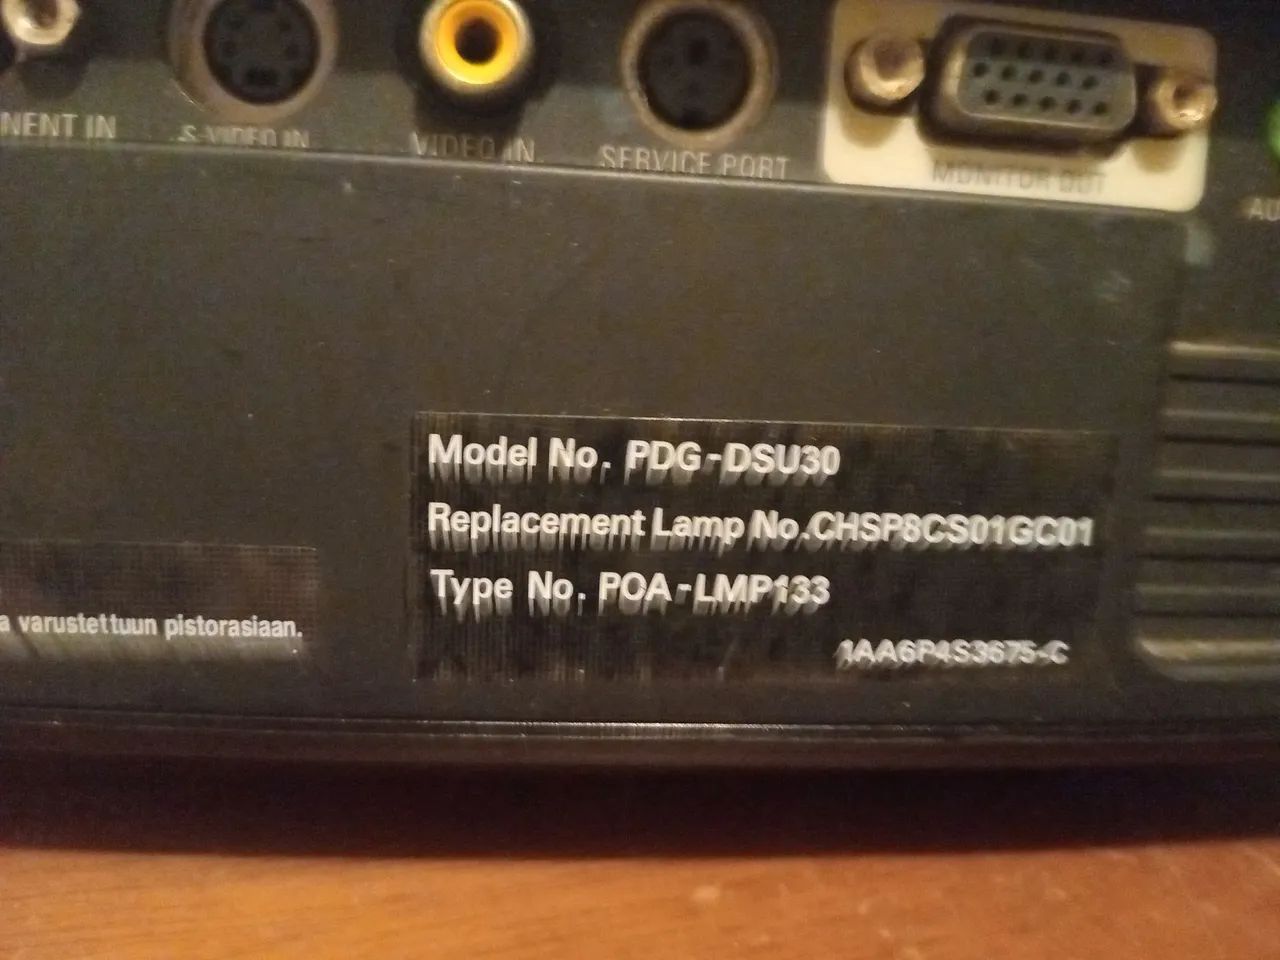 NENT IN
S-VIDEO IN
VIDEO IN
SERVICE PORT
MONITOR OUT
AU
Model No. PDG-DSU30
Replacement Lamp No.CHSP8CS01GC01
Type No. POA-LMP133
1AA6P4S3675-C
a varustettuun pistorasiaan.